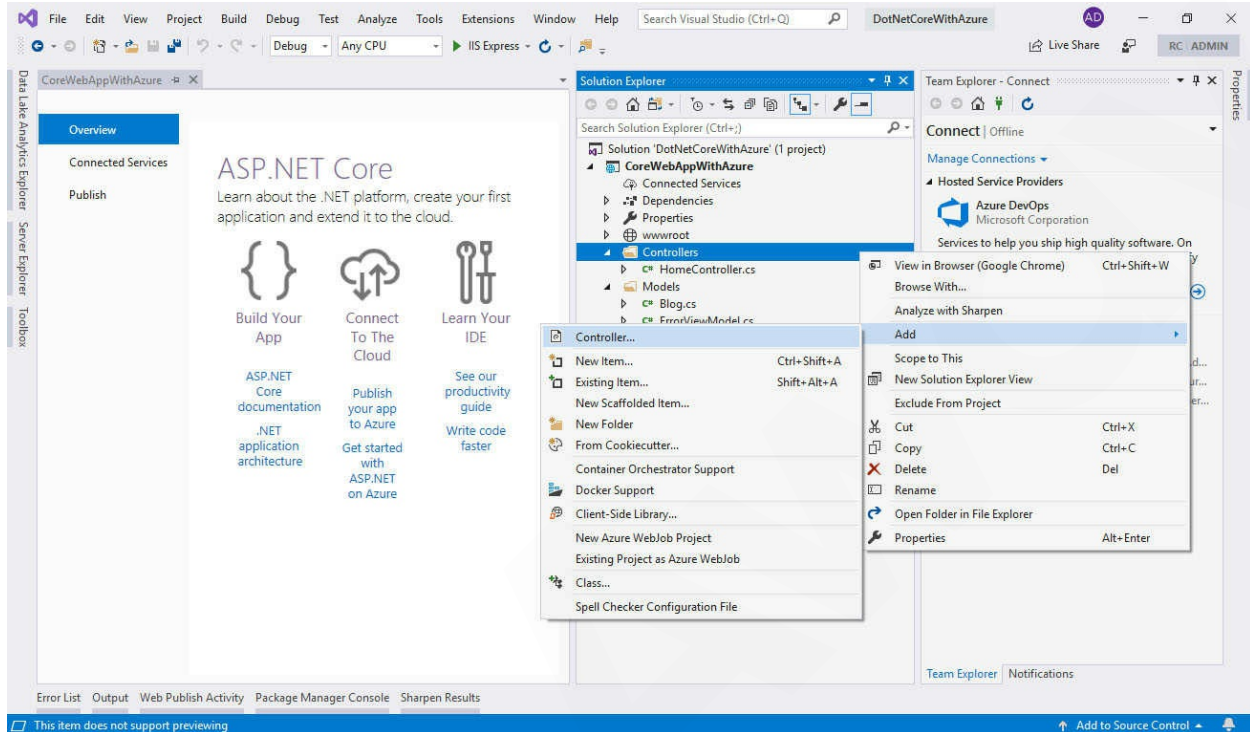 File Edit View Project Build Debug Test Analyze Tools Extensions Window Help Search Visual Studio (Ctrl+Q) DotNetCoreWithAzure AD
Debug Any CPU IIS Express Live Share RC ADMIN
Data Lake Analytics Explorer
Server Explorer
Toolbox
CoreWebAppWithAzure
Overview
Connected Services
Publish
ASP.NET Core
Learn about the .NET platform, create your first
application and extend it to the cloud.
Build Your
App
ASP.NET
Core
documentation
.NET
application
architecture
Connect
To The
Cloud
Publish
your app
to Azure
Get started
with
ASP.NET
on Azure
Learn Your
IDE
See our
productivity
guide
Write code
faster
Solution Explorer
Search Solution Explorer (Ctrl+;)
Solution 'DotNetCoreWithAzure' (1 project)
CoreWebAppWithAzure
Connected Services
Dependencies
Properties
wwwroot
Controllers
C# HomeController.cs
Models
C# Blog.cs
C# ErrorViewModel.cs
Controller...
New Item... Ctrl+Shift+A
Existing Item... Shift+Alt+A
New Scaffolded Item...
New Folder
From Cookiecutter...
Container Orchestrator Support
Docker Support
Client-Side Library...
New Azure WebJob Project
Existing Project as Azure WebJob
Class...
Spell Checker Configuration File
View in Browser (Google Chrome) Ctrl+Shift+W
Browse With...
Analyze with Sharpen
Add
Scope to This
New Solution Explorer View
Exclude From Project
Cut Ctrl+X
Copy Ctrl+C
Delete Del
Rename
Open Folder in File Explorer
Properties Alt+Enter
Team Explorer - Connect
Connect | Offline
Manage Connections
Hosted Service Providers
Azure DevOps
Microsoft Corporation
Services to help you ship high quality software. On
Properties
Team Explorer Notifications
Error List Output Web Publish Activity Package Manager Console Sharpen Results
This item does not support previewing Add to Source Control